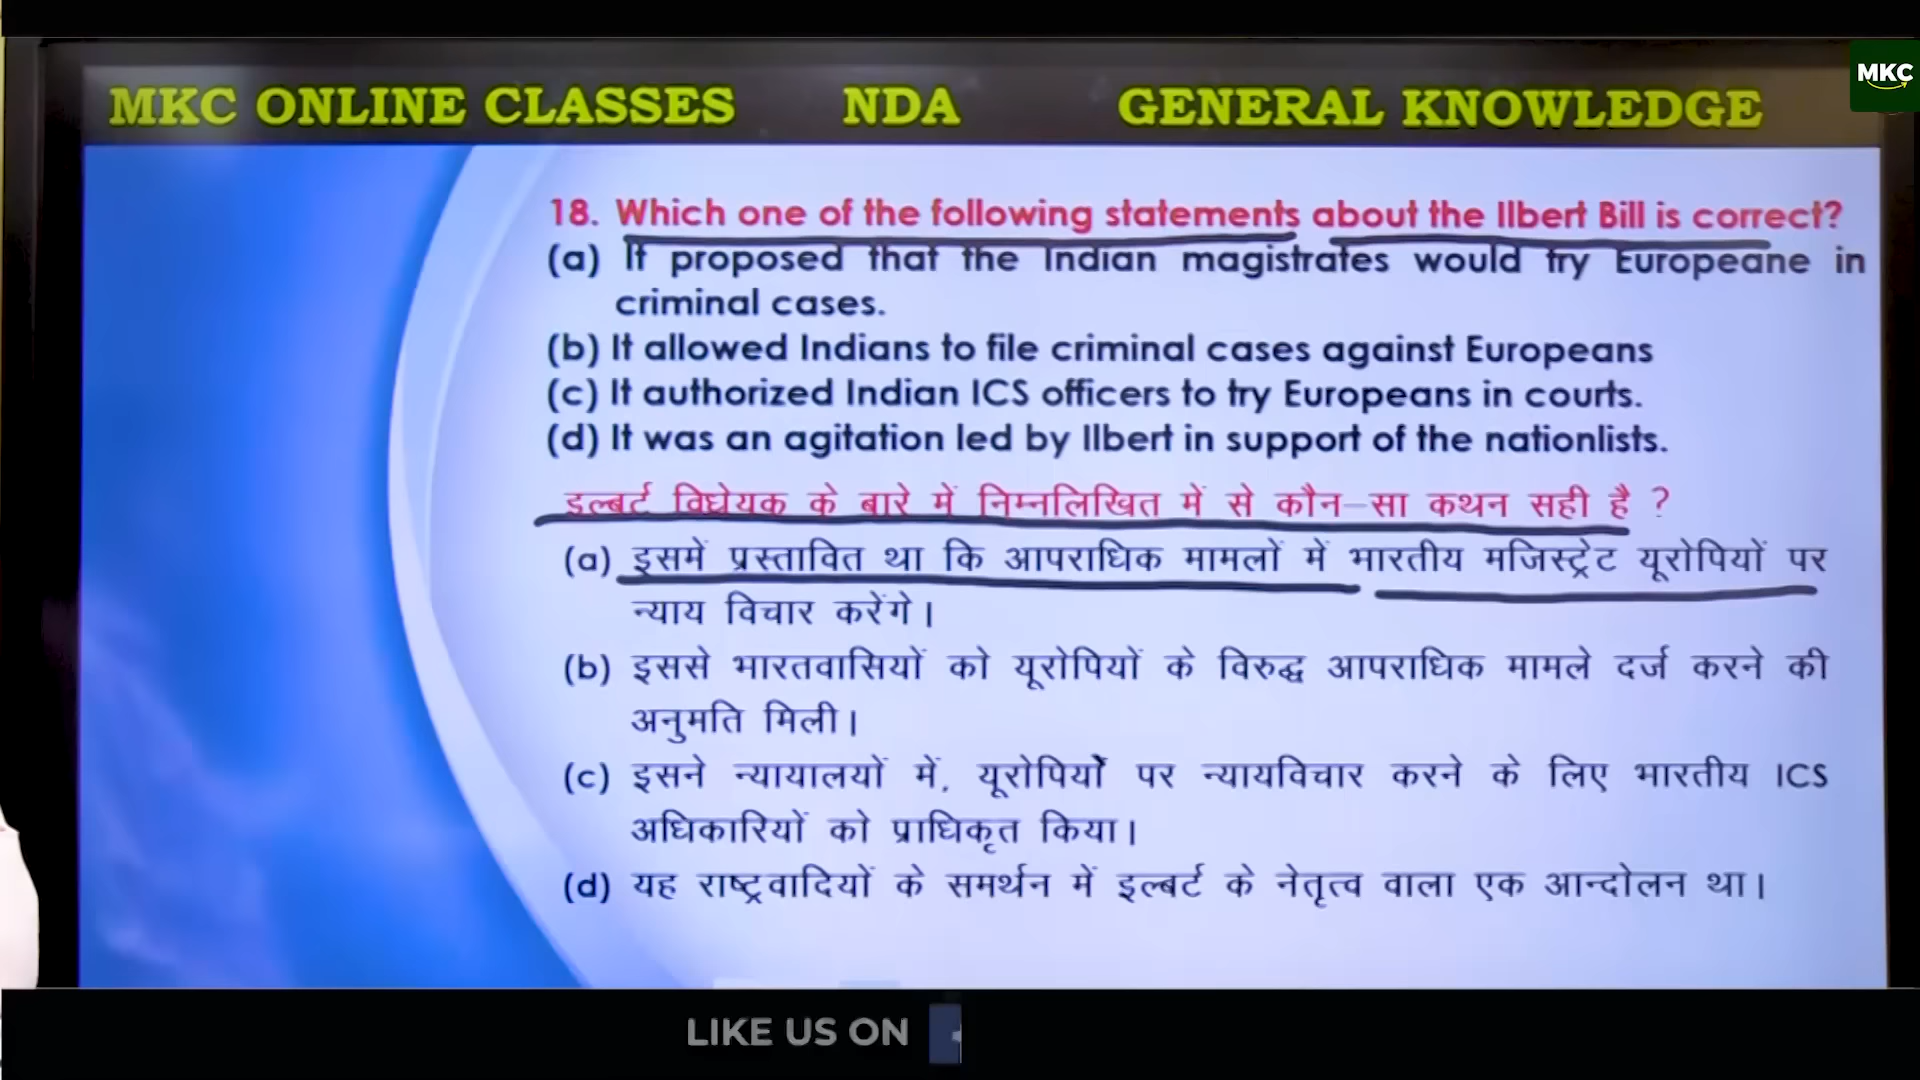 MKC
MKC ONLINE CLASSES NDA GENERAL KNOWLEDGE
18. Which one of the following statements about the Ilbert Bill is correct?
(a) It proposed that the Indian magistrates would try Europeane in
criminal cases.
(b) It allowed Indians to file criminal cases against Europeans
(c) It authorized Indian ICS officers to try Europeans in courts.
(d) It was an agitation led by Ilbert in support of the nationlists.
इल्बर्ट विधेयक के बारे में निम्नलिखित में से कौन–सा कथन सही है ?
(a) इसमें प्रस्तावित था कि आपराधिक मामलों में भारतीय मजिस्ट्रेट यूरोपियों पर
न्याय विचार करेंगे।
(b) इससे भारतवासियों को यूरोपियों के विरुद्ध आपराधिक मामले दर्ज करने की
अनुमति मिली।
(c) इसने न्यायालयों में, यूरोपियों पर न्यायविचार करने के लिए भारतीय ICS
अधिकारियों को प्राधिकृत किया।
(d) यह राष्ट्रवादियों के समर्थन में इल्बर्ट के नेतृत्व वाला एक आन्दोलन था।
LIKE US ON